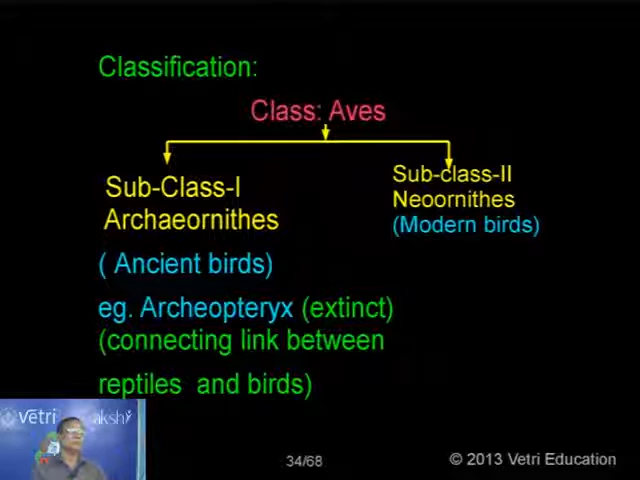 Classification:
Class: Aves
Sub-Class-I
Archaeornithes
( Ancient birds)
eg. Archeopteryx (extinct)
(connecting link between
reptiles and birds)
Sub-class-II
Neoornithes
(Modern birds)
vetri
34/68
© 2013 Vetri Education